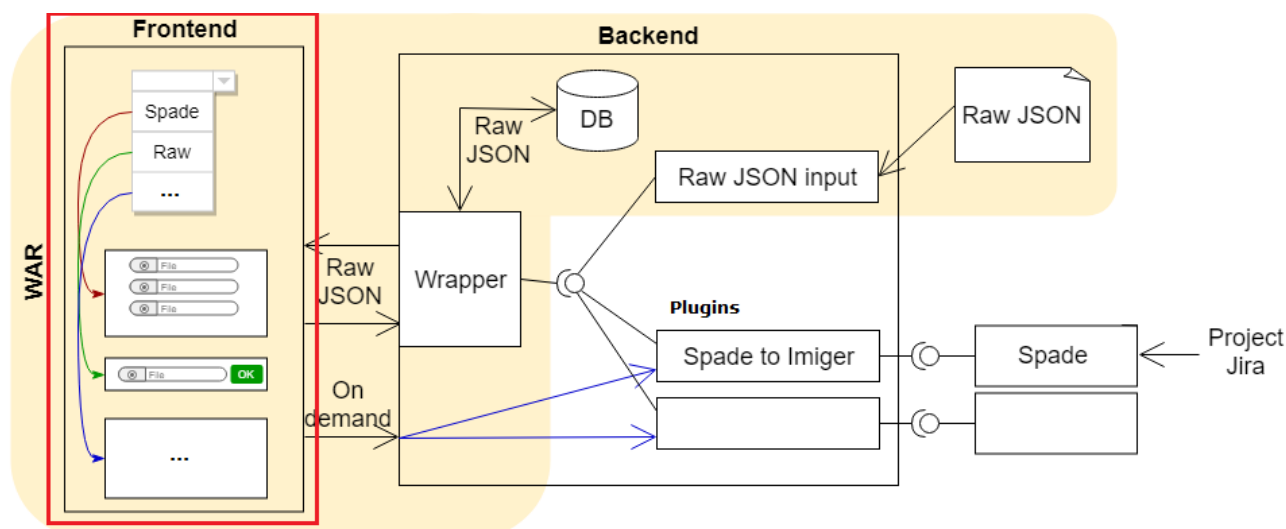 Frontend
Backend
Spade
Raw
...
File
File
File
File
OK
...
WAR
Raw
JSON
On
demand
Raw
JSON
DB
Wrapper
Raw JSON input
Raw JSON
Plugins
Spade to Imiger
Spade
Project
Jira